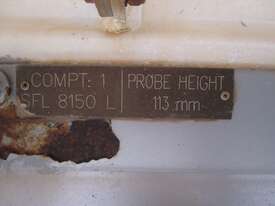 COMPT: 1
SFL 8150 L
PROBE HEIGHT
113 mm